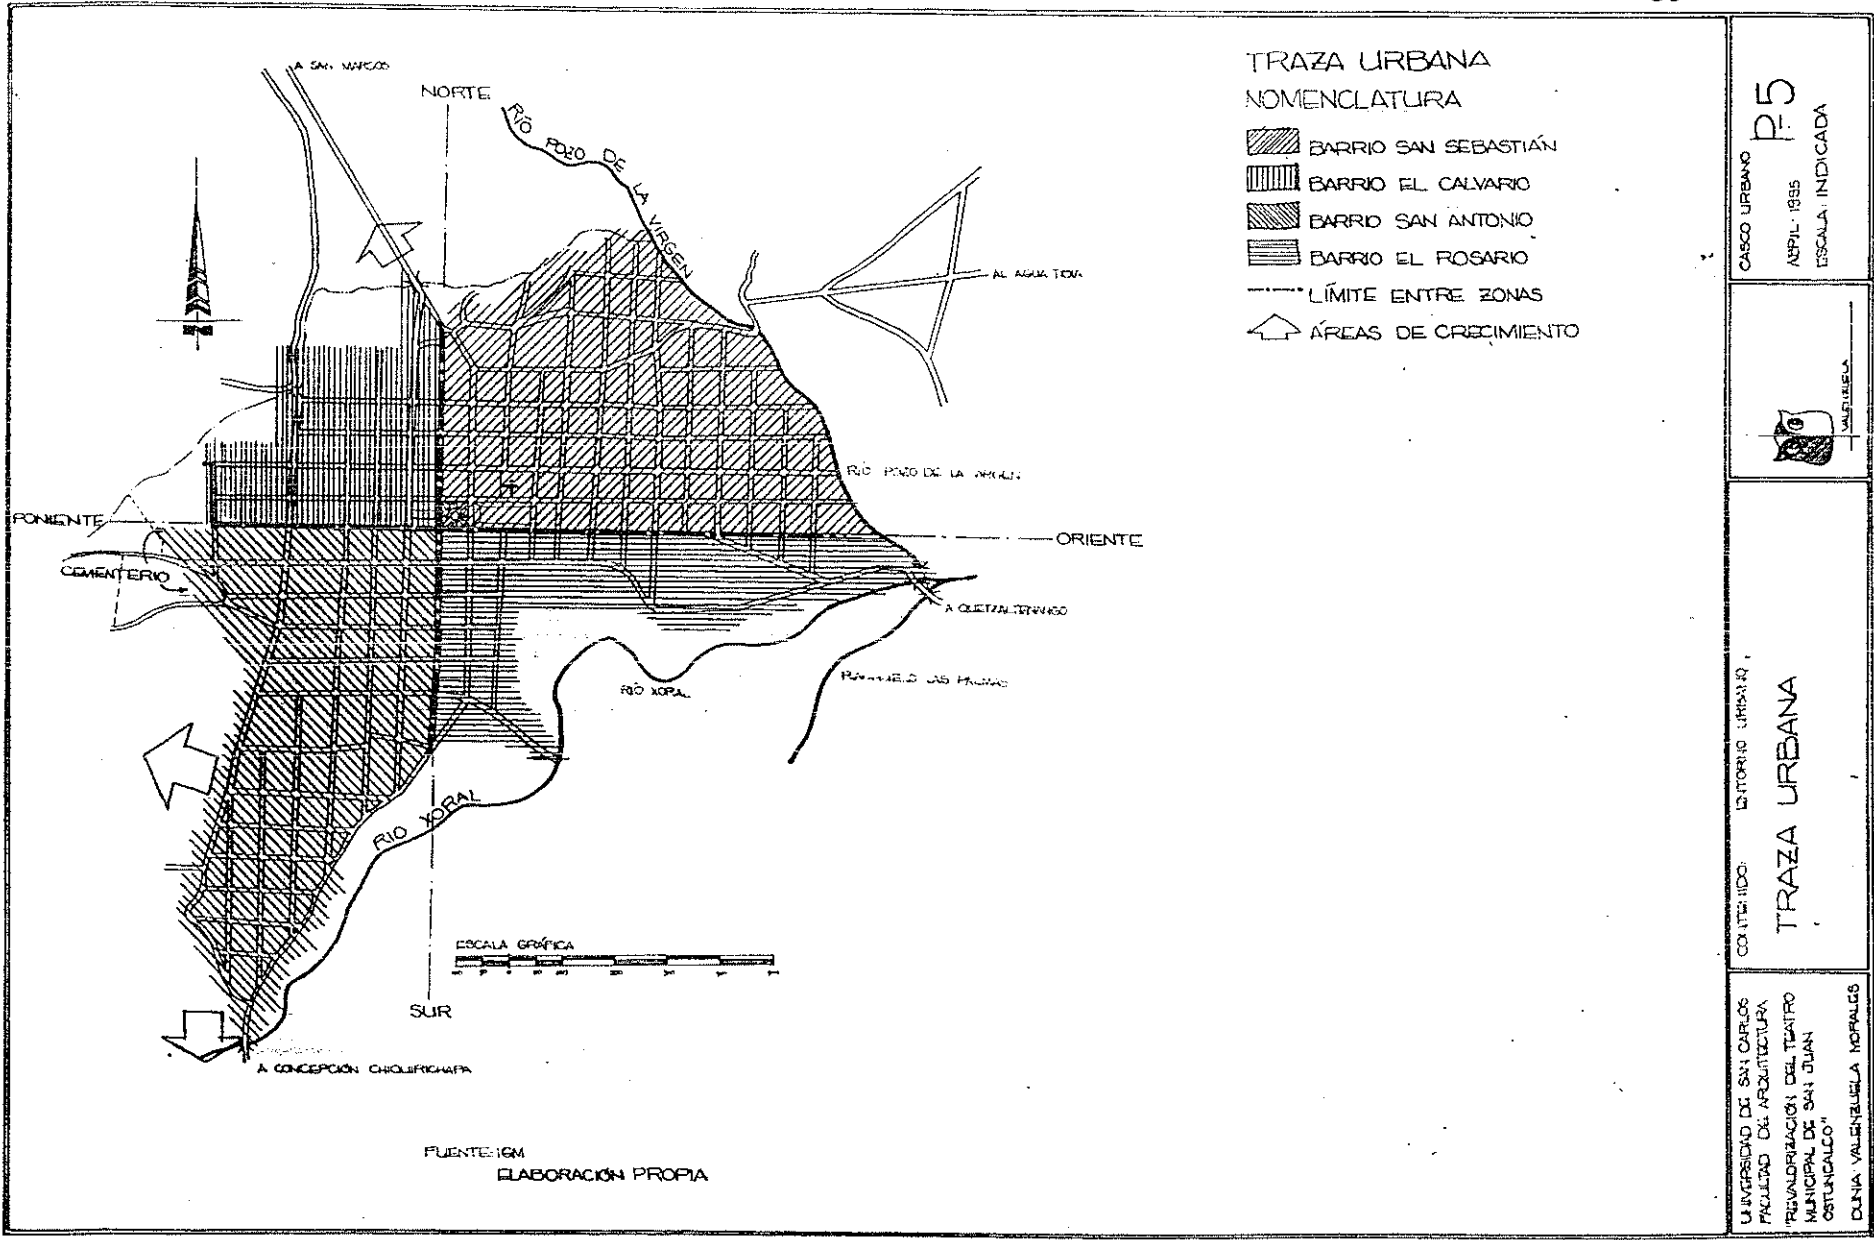 A SAN MARCOS
NORTE
RÍO POZO DE LA VIRGEN
AL AGUA
RÍO POZO DE LA VIRGEN
PONIENTE
ORIENTE
CEMENTERIO
A QUETZALTENANGO
RÍO XORAL
LAS PALMAS
RIO XORAL
ESCALA GRÁFICA
SUR
A CONCEPCIÓN CHIQUIRICHAPA
FUENTE: IGM
ELABORACIÓN PROPIA
TRAZA URBANA
NOMENCLATURA
BARRIO SAN SEBASTIÁN
BARRIO EL CALVARIO
BARRIO SAN ANTONIO
BARRIO EL ROSARIO
LÍMITE ENTRE ZONAS
ÁREAS DE CRECIMIENTO
CASCO URBANO
P.5
ABRIL-1995
ESCALA: INDICADA
VALENZUELA
CONTENIDO: ENTORNO URBANO,
TRAZA URBANA
UNIVERSIDAD DE SAN CARLOS
FACULTAD DE ARQUITECTURA
"REVALORIZACIÓN DEL TEATRO
MUNICIPAL DE SAN JUAN
OSTUNCALCO"
DUNIA VALENZUELA MORALES